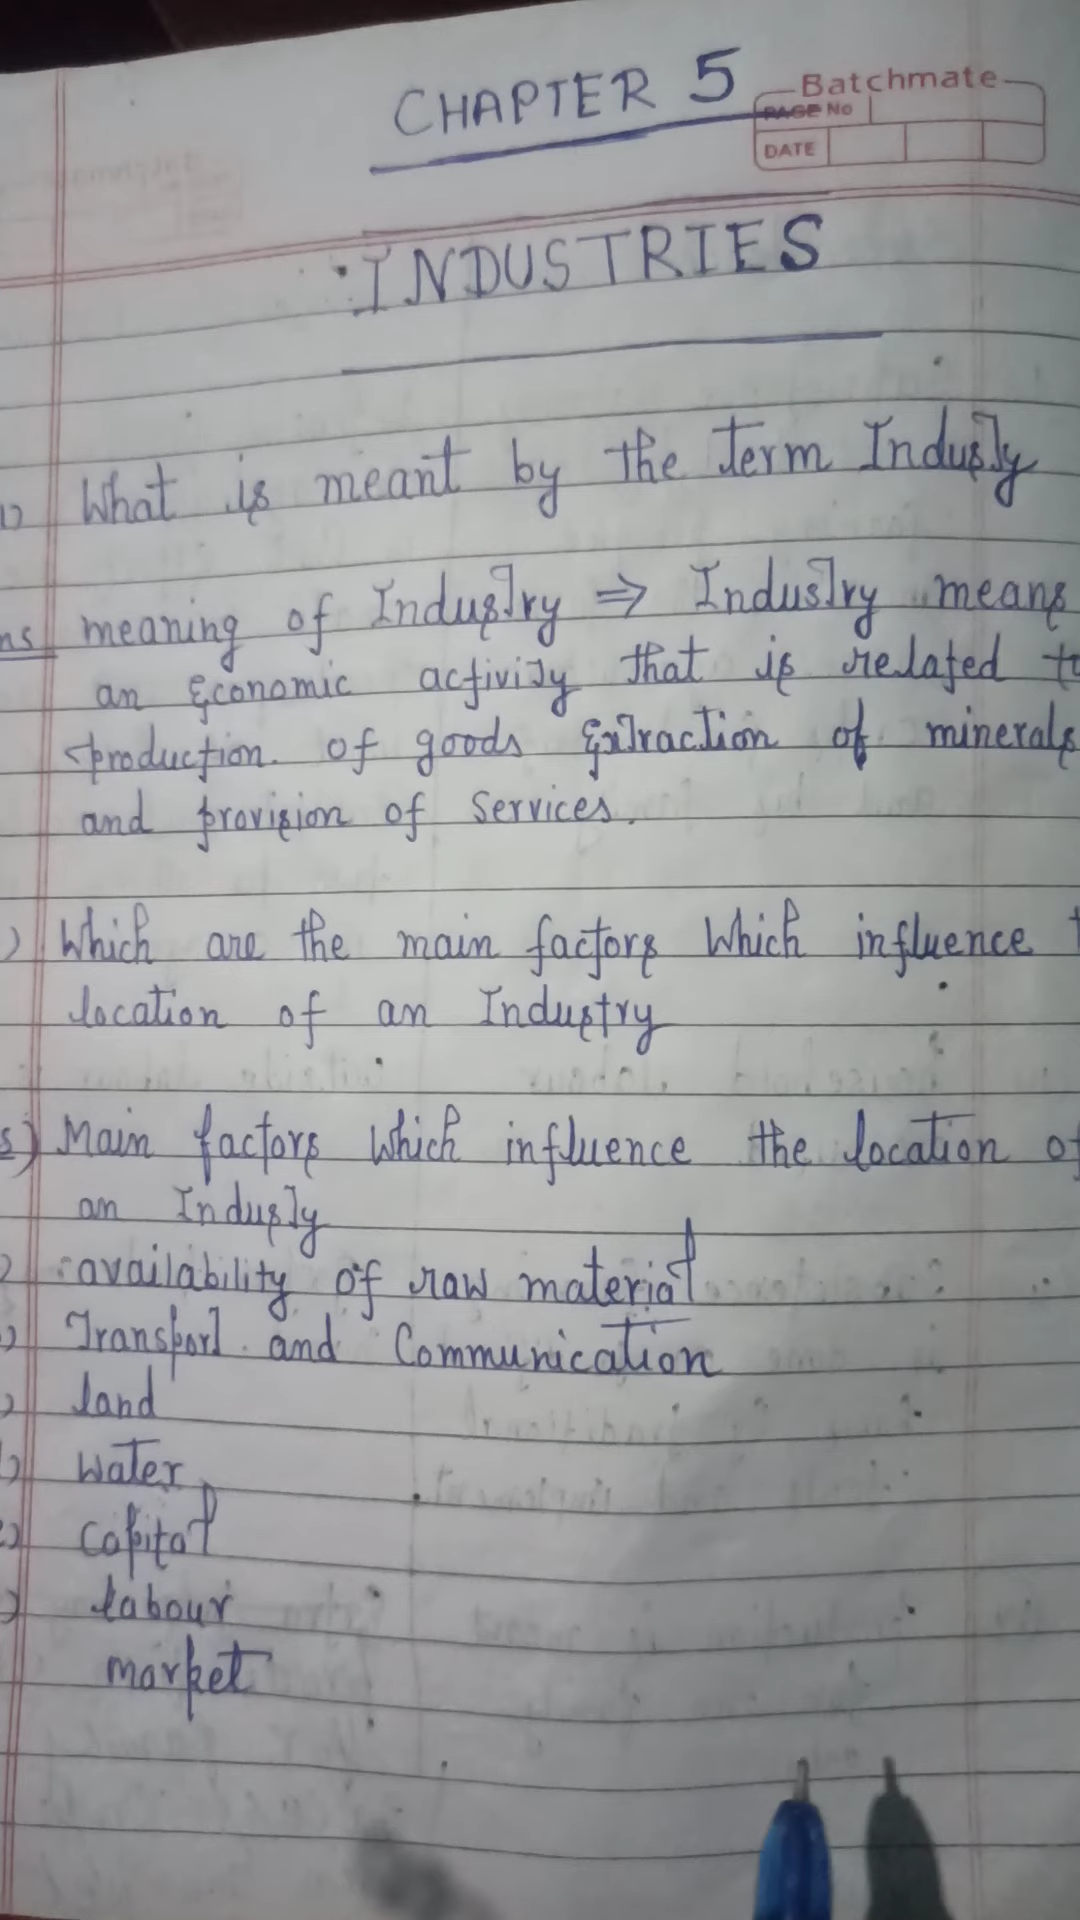 CHAPTER 5
Batchmate
PAGE No
DATE
INDUSTRIES
1) What is meant by the term Industy
ns meaning of Industry ⇒ Industry means
an Economic activity that is related to
production. of goods Extraction of minerals
and provision of Services.
) Which are the main factors Which influence t
location of an Industry
s) Main factors Which influence the location of
an Industy
availability of raw material
Transport and Communication
land
water
capital
labour
market